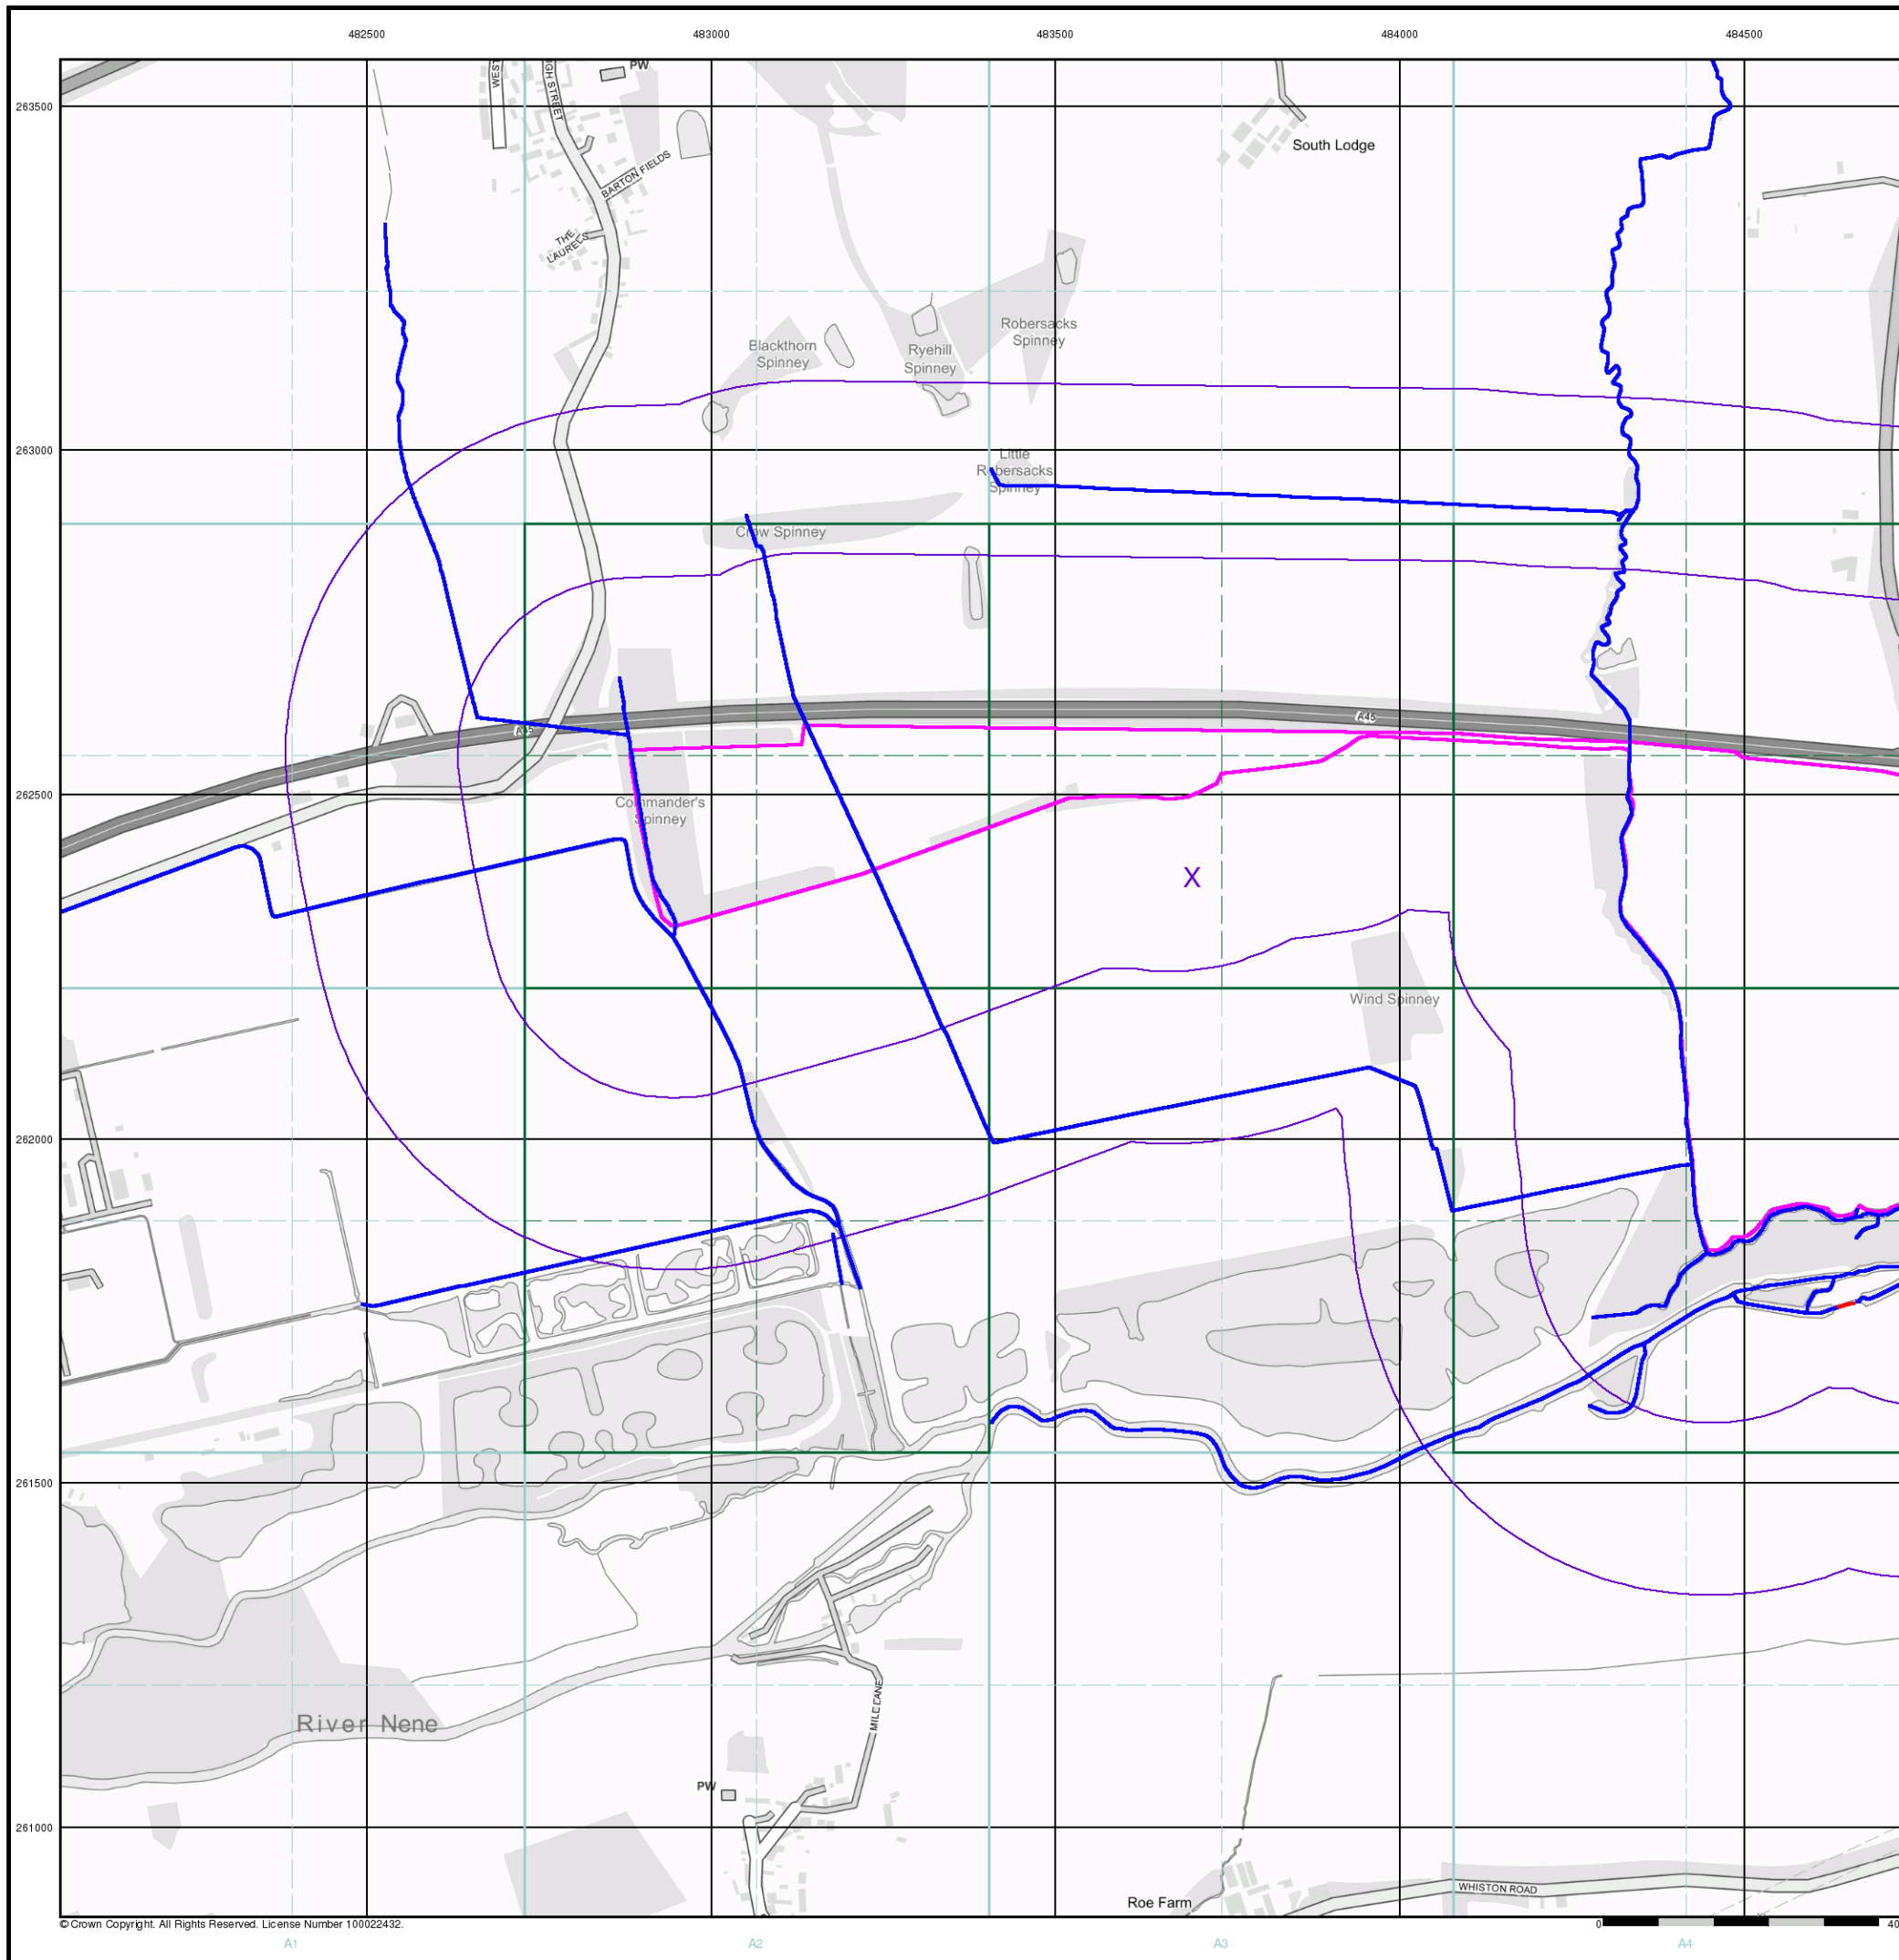 482500 483000 483500 484000 484500
263500
263000
262500
262000
261500
261000
WEST
HIGH STREET
PW
BARTON FIELDS
THE
LAURELS
South Lodge
Blackthorn
Spinney
Ryehill
Spinney
Robersacks
Spinney
Little
Robersacks
Spinney
Crow Spinney
A45
A45
Commander's
Spinney
X
Wind Spinney
River Nene
MILL LANE
PW
Roe Farm
WHISTON ROAD
© Crown Copyright. All Rights Reserved. License Number 100022432.
0 40
A1 A2 A3 A4